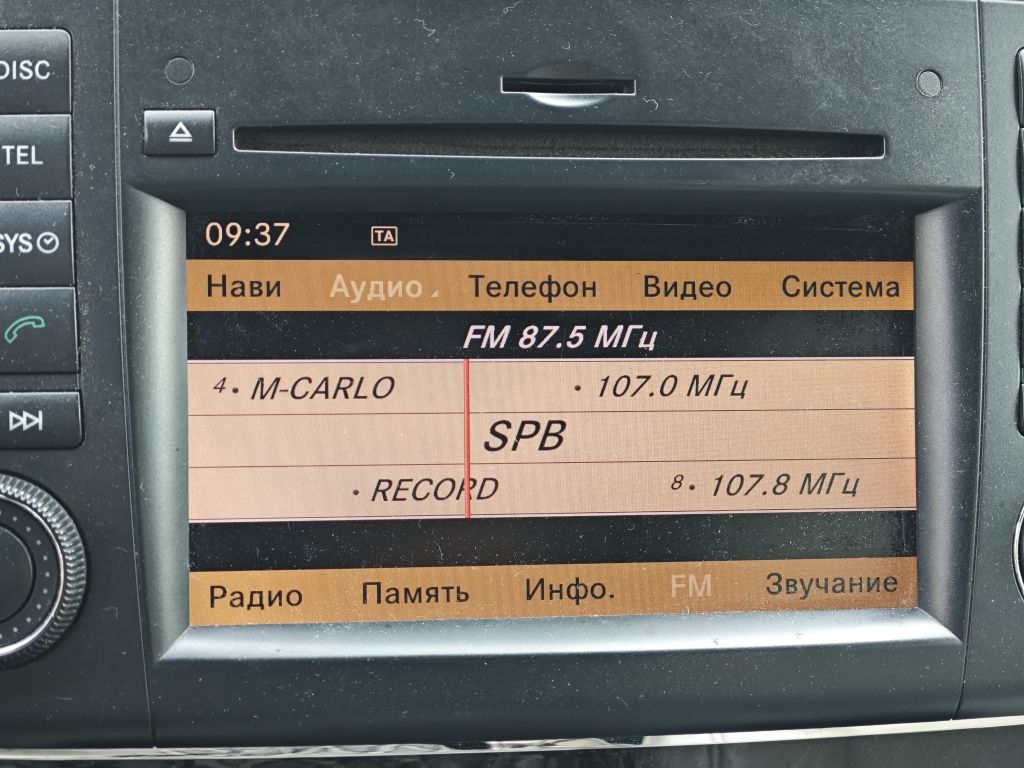 DISC
TEL
SYS
09:37 TA
Нави Аудио Телефон Видео Система
FM 87.5 МГц
4• M-CARLO • 107.0 МГц
SPB
• RECORD 8• 107.8 МГц
Радио Память Инфо. FM Звучание